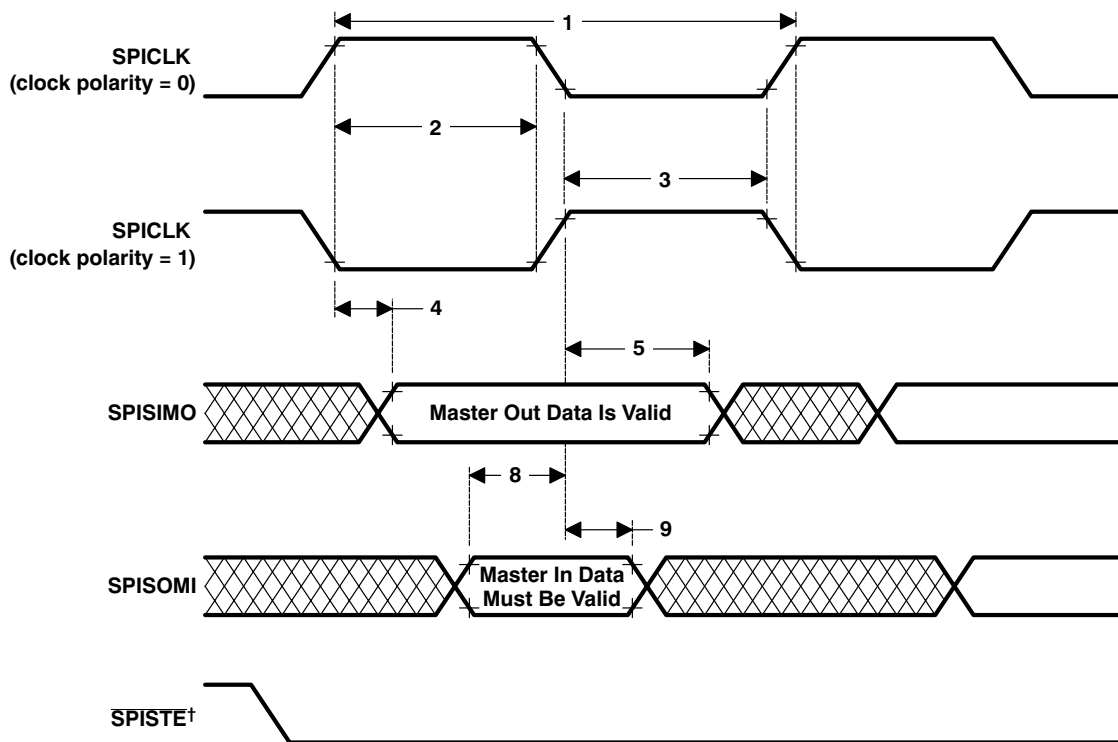 1
SPICLK
(clock polarity = 0)
2
3
SPICLK
(clock polarity = 1)
4
5
SPISIMO
Master Out Data Is Valid
8
9
SPISOMI
Master In Data
Must Be Valid
SPISTE†